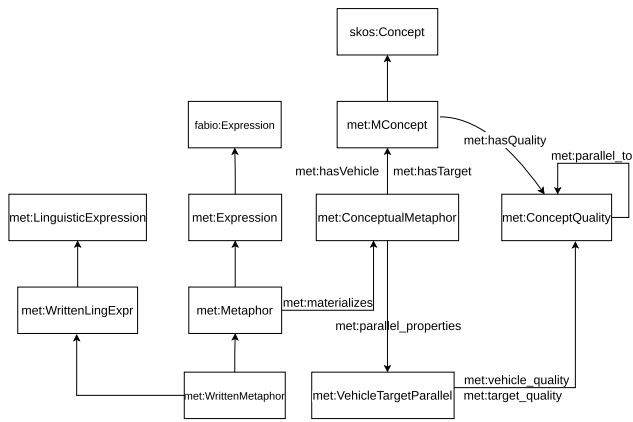 skos:Concept
fabio:Expression
met:MConcept
met:hasQuality
met:parallel_to
met:hasVehicle
met:hasTarget
met:LinguisticExpression
met:Expression
met:ConceptualMetaphor
met:ConceptQuality
met:WrittenLingExpr
met:Metaphor
met:materializes
met:parallel_properties
met:WrittenMetaphor
met:VehicleTargetParallel
met:vehicle_quality
met:target_quality